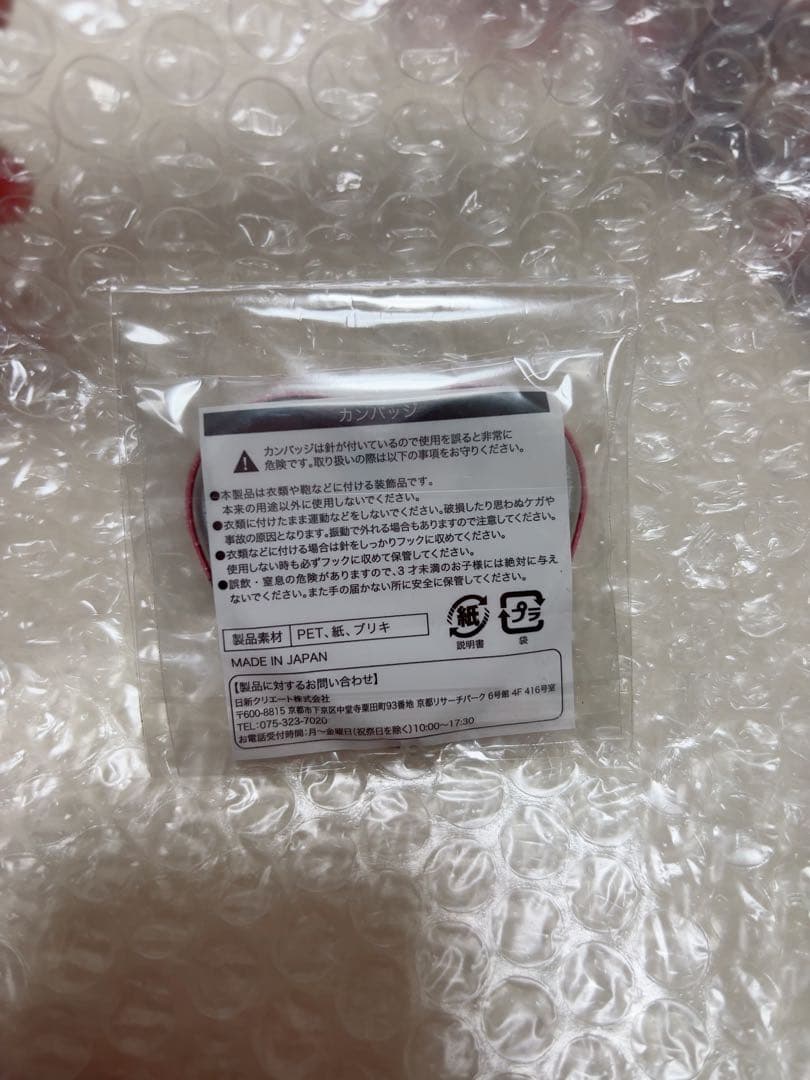 カンバッジ
カンバッジは針が付いているので使用を誤ると非常に
危険です。取り扱いの際は以下の事項をお守りください。
●本製品は衣類や鞄などに付ける装飾品です。
本来の用途以外に使用しないでください。
●衣類に付けたまま運動などをしないでください。破損したり思わぬケガや
事故の原因となります。振動で外れる場合もありますので注意してください。
●衣類などに付ける場合は針をしっかりフックに収めてください。
使用しない時も必ずフックに収めて保管してください。
●誤飲・窒息の危険がありますので、3才未満のお子様には絶対に与え
ないでください。また手の届かない所に安全に保管してください。
製品素材 PET、紙、ブリキ
紙 プラ
説明書 袋
MADE IN JAPAN
【製品に対するお問い合わせ】
日新クリエート株式会社
〒600-8815 京都市下京区中堂寺粟田町93番地 京都リサーチパーク 6号館 4F 416号室
TEL:075-323-7020
お電話受付時間:月～金曜日(祝祭日を除く)10:00～17:30